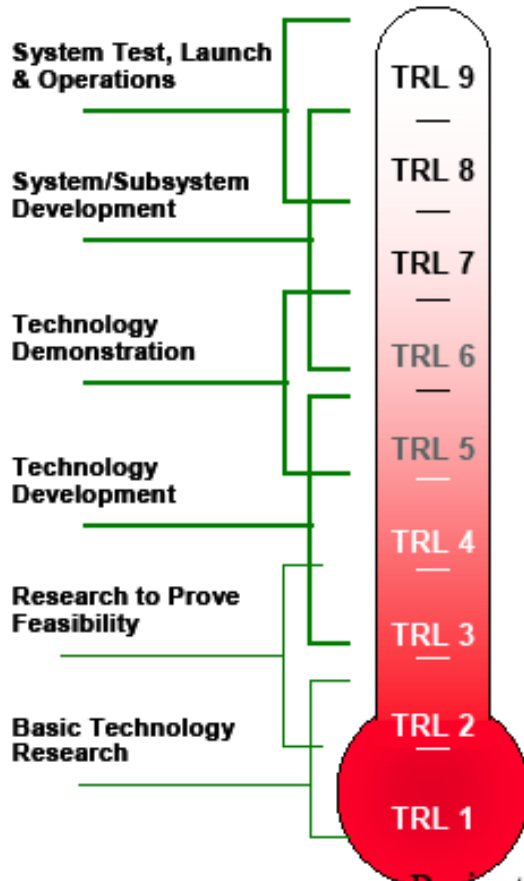 System Test, Launch
& Operations
System/Subsystem
Development
Technology
Demonstration
Technology
Development
Research to Prove
Feasibility
Basic Technology
Research
TRL 9
TRL 8
TRL 7
TRL 6
TRL 5
TRL 4
TRL 3
TRL 2
TRL 1